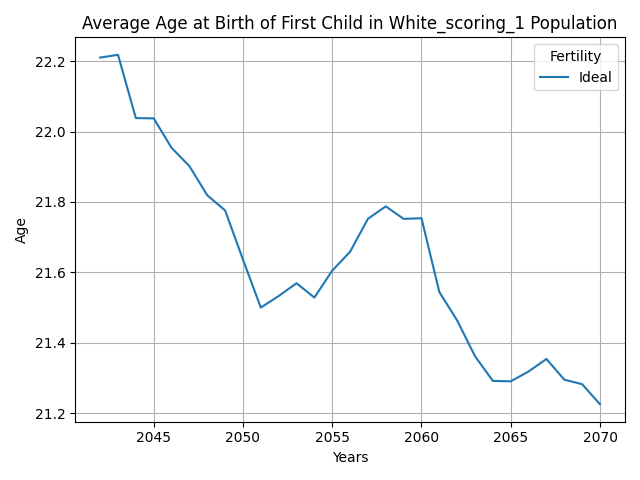 Average Age at Birth of First Child in White_scoring_1 Population
Fertility
Ideal
22.2
22.0
21.8
21.6
21.4
21.2
Age
2045
2050
2055
2060
2065
2070
Years